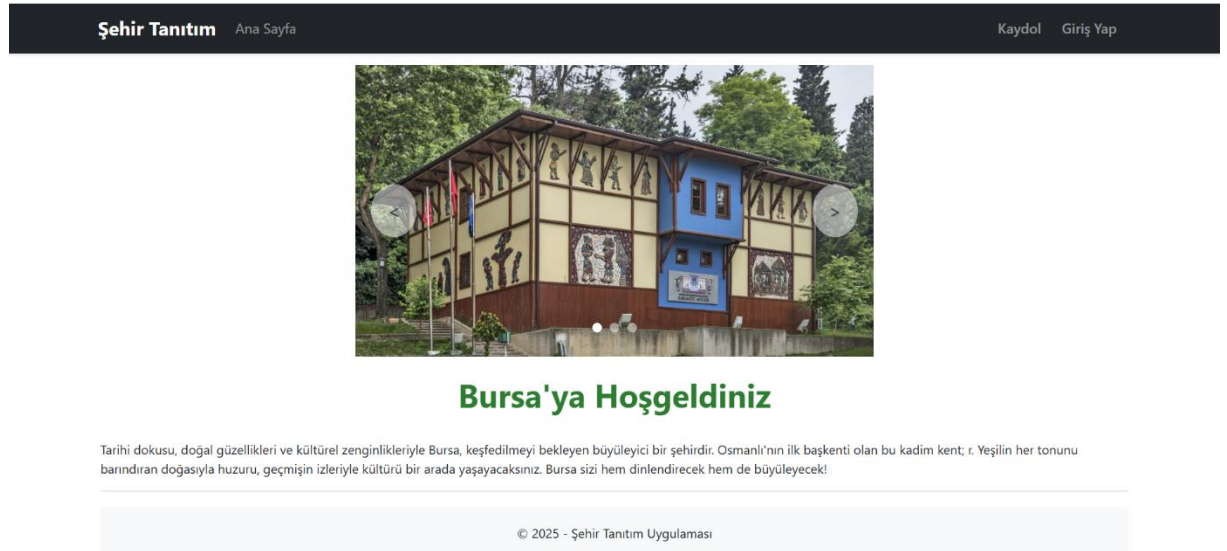 Şehir Tanıtım Ana Sayfa Kaydol Giriş Yap
< >
Bursa'ya Hoşgeldiniz
Tarihi dokusu, doğal güzellikleri ve kültürel zenginlikleriyle Bursa, keşfedilmeyi bekleyen büyüleyici bir şehirdir. Osmanlı'nın ilk başkenti olan bu kadim kent; r. Yeşilin her tonunu
barındıran doğasıyla huzuru, geçmişin izleriyle kültürü bir arada yaşayacaksınız. Bursa sizi hem dinlendirecek hem de büyüleyecek!
© 2025 - Şehir Tanıtım Uygulaması